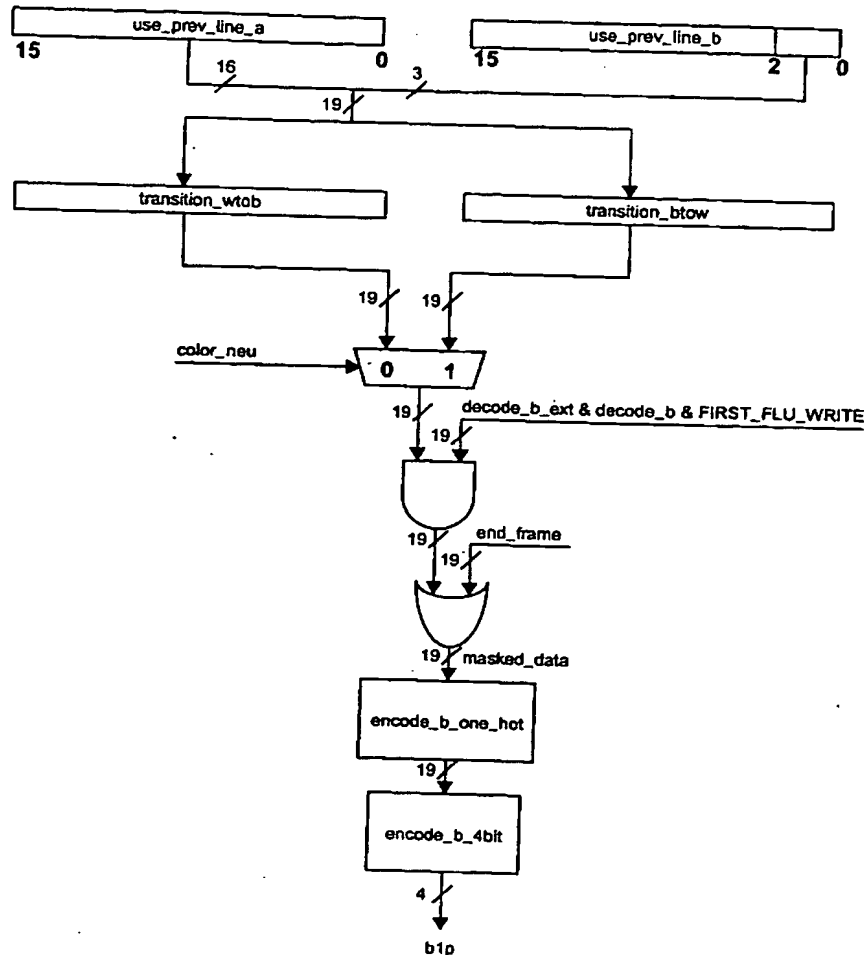 use_prev_line_a
use_prev_line_b
15
0
15
2
0
16
3
19
transition_wtob
transition_btow
19
19
color_neu
0
1
19
decode_b_ext & decode_b & FIRST_FLU_WRITE
19
19
end_frame
19
19
masked_data
encode_b_one_hot
19
encode_b_4bit
4
b1p